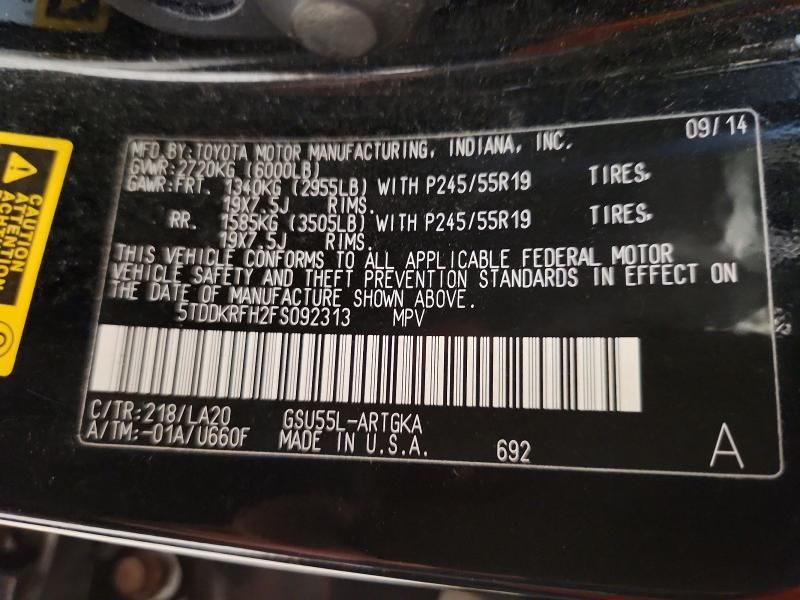 MFD.BY:TOYOTA MOTOR MANUFACTURING, INDIANA, INC. 09/14
GVWR:2720KG (6000LB)
GAWR:FRT. 1340KG (2955LB) WITH P245/55R19 TIRES,
19X7.5J RIMS.
RR. 1585KG (3505LB) WITH P245/55R19 TIRES,
19X7.5J RIMS.
THIS VEHICLE CONFORMS TO ALL APPLICABLE FEDERAL MOTOR
VEHICLE SAFETY AND THEFT PREVENTION STANDARDS IN EFFECT ON
THE DATE OF MANUFACTURE SHOWN ABOVE.
5TDDKRFH2FS092313 MPV
C/TR:218/LA20 GSU55L-ARTGKA
A/TM:-01A/U660F MADE IN U.S.A. 692 A
CAUTION
ATTENTION